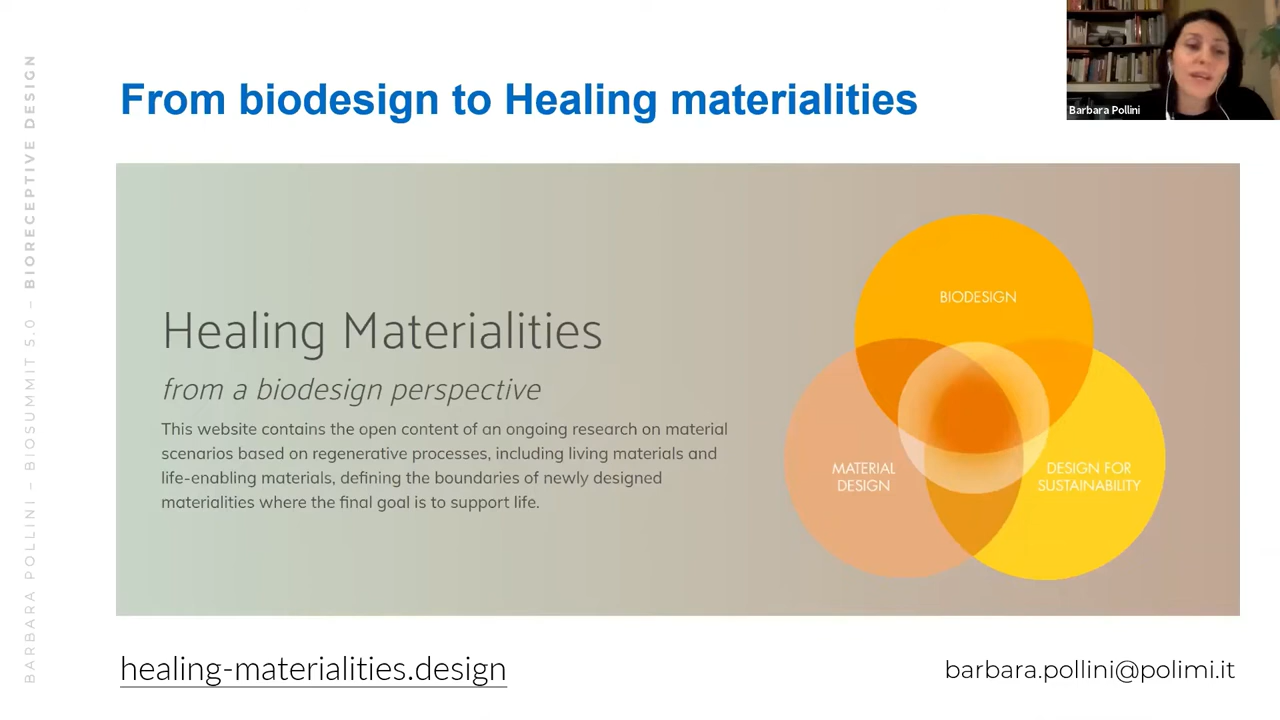 From biodesign to Healing materialities
Barbara Pollini
BARBARA POLLINI – BIOSUMMIT 5.0 – BIORECEPTIVE DESIGN
Healing Materialities
from a biodesign perspective
This website contains the open content of an ongoing research on material
scenarios based on regenerative processes, including living materials and
life-enabling materials, defining the boundaries of newly designed
materialities where the final goal is to support life.
BIODESIGN
MATERIAL
DESIGN
DESIGN FOR
SUSTAINABILITY
healing-materialities.design
barbara.pollini@polimi.it